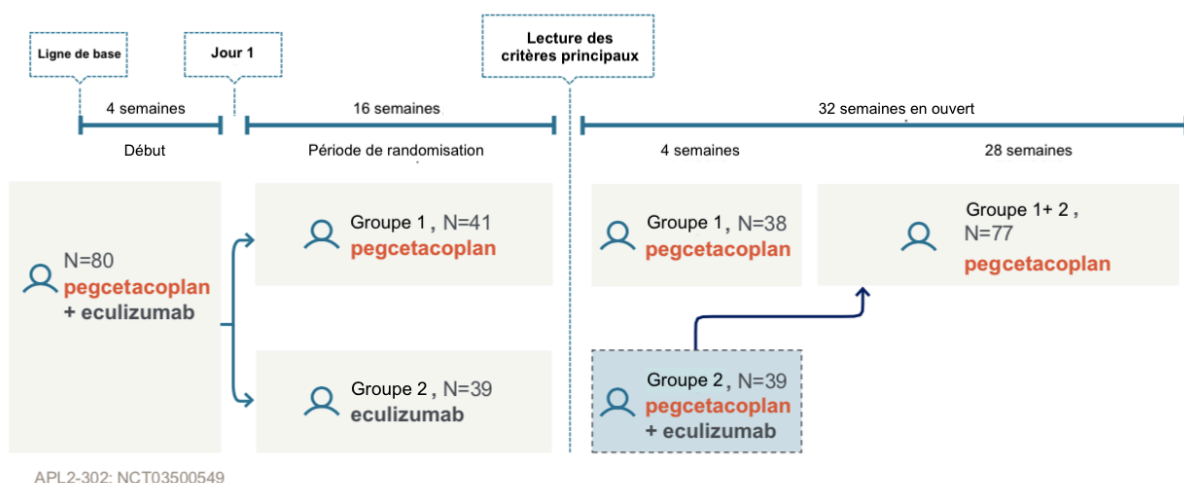 Ligne de base
Jour 1
Lecture des
critères principaux
4 semaines
16 semaines
32 semaines en ouvert
Début
Période de randomisation
4 semaines
28 semaines
N=80
pegcetacoplan
+ eculizumab
Groupe 1 , N=41
pegcetacoplan
Groupe 2 , N=39
eculizumab
Groupe 1, N=38
pegcetacoplan
Groupe 2, N=39
pegcetacoplan
+ eculizumab
Groupe 1+ 2 ,
N=77
pegcetacoplan
APL2-302: NCT03500549